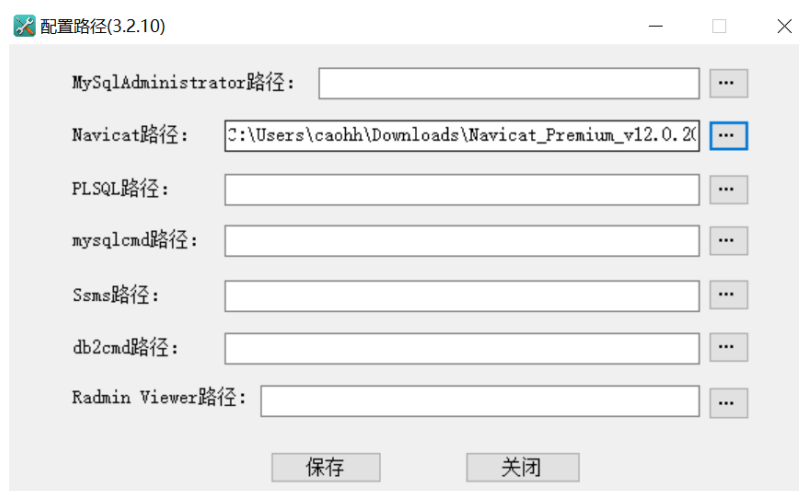 配置路径(3.2.10)
MySqlAdministrator路径： ...
Navicat路径： C:\Users\caohh\Downloads\Navicat_Premium_v12.0.2 ...
PLSQL路径： ...
mysqlcmd路径： ...
Ssms路径： ...
db2cmd路径： ...
Radmin Viewer路径： ...
保存 关闭